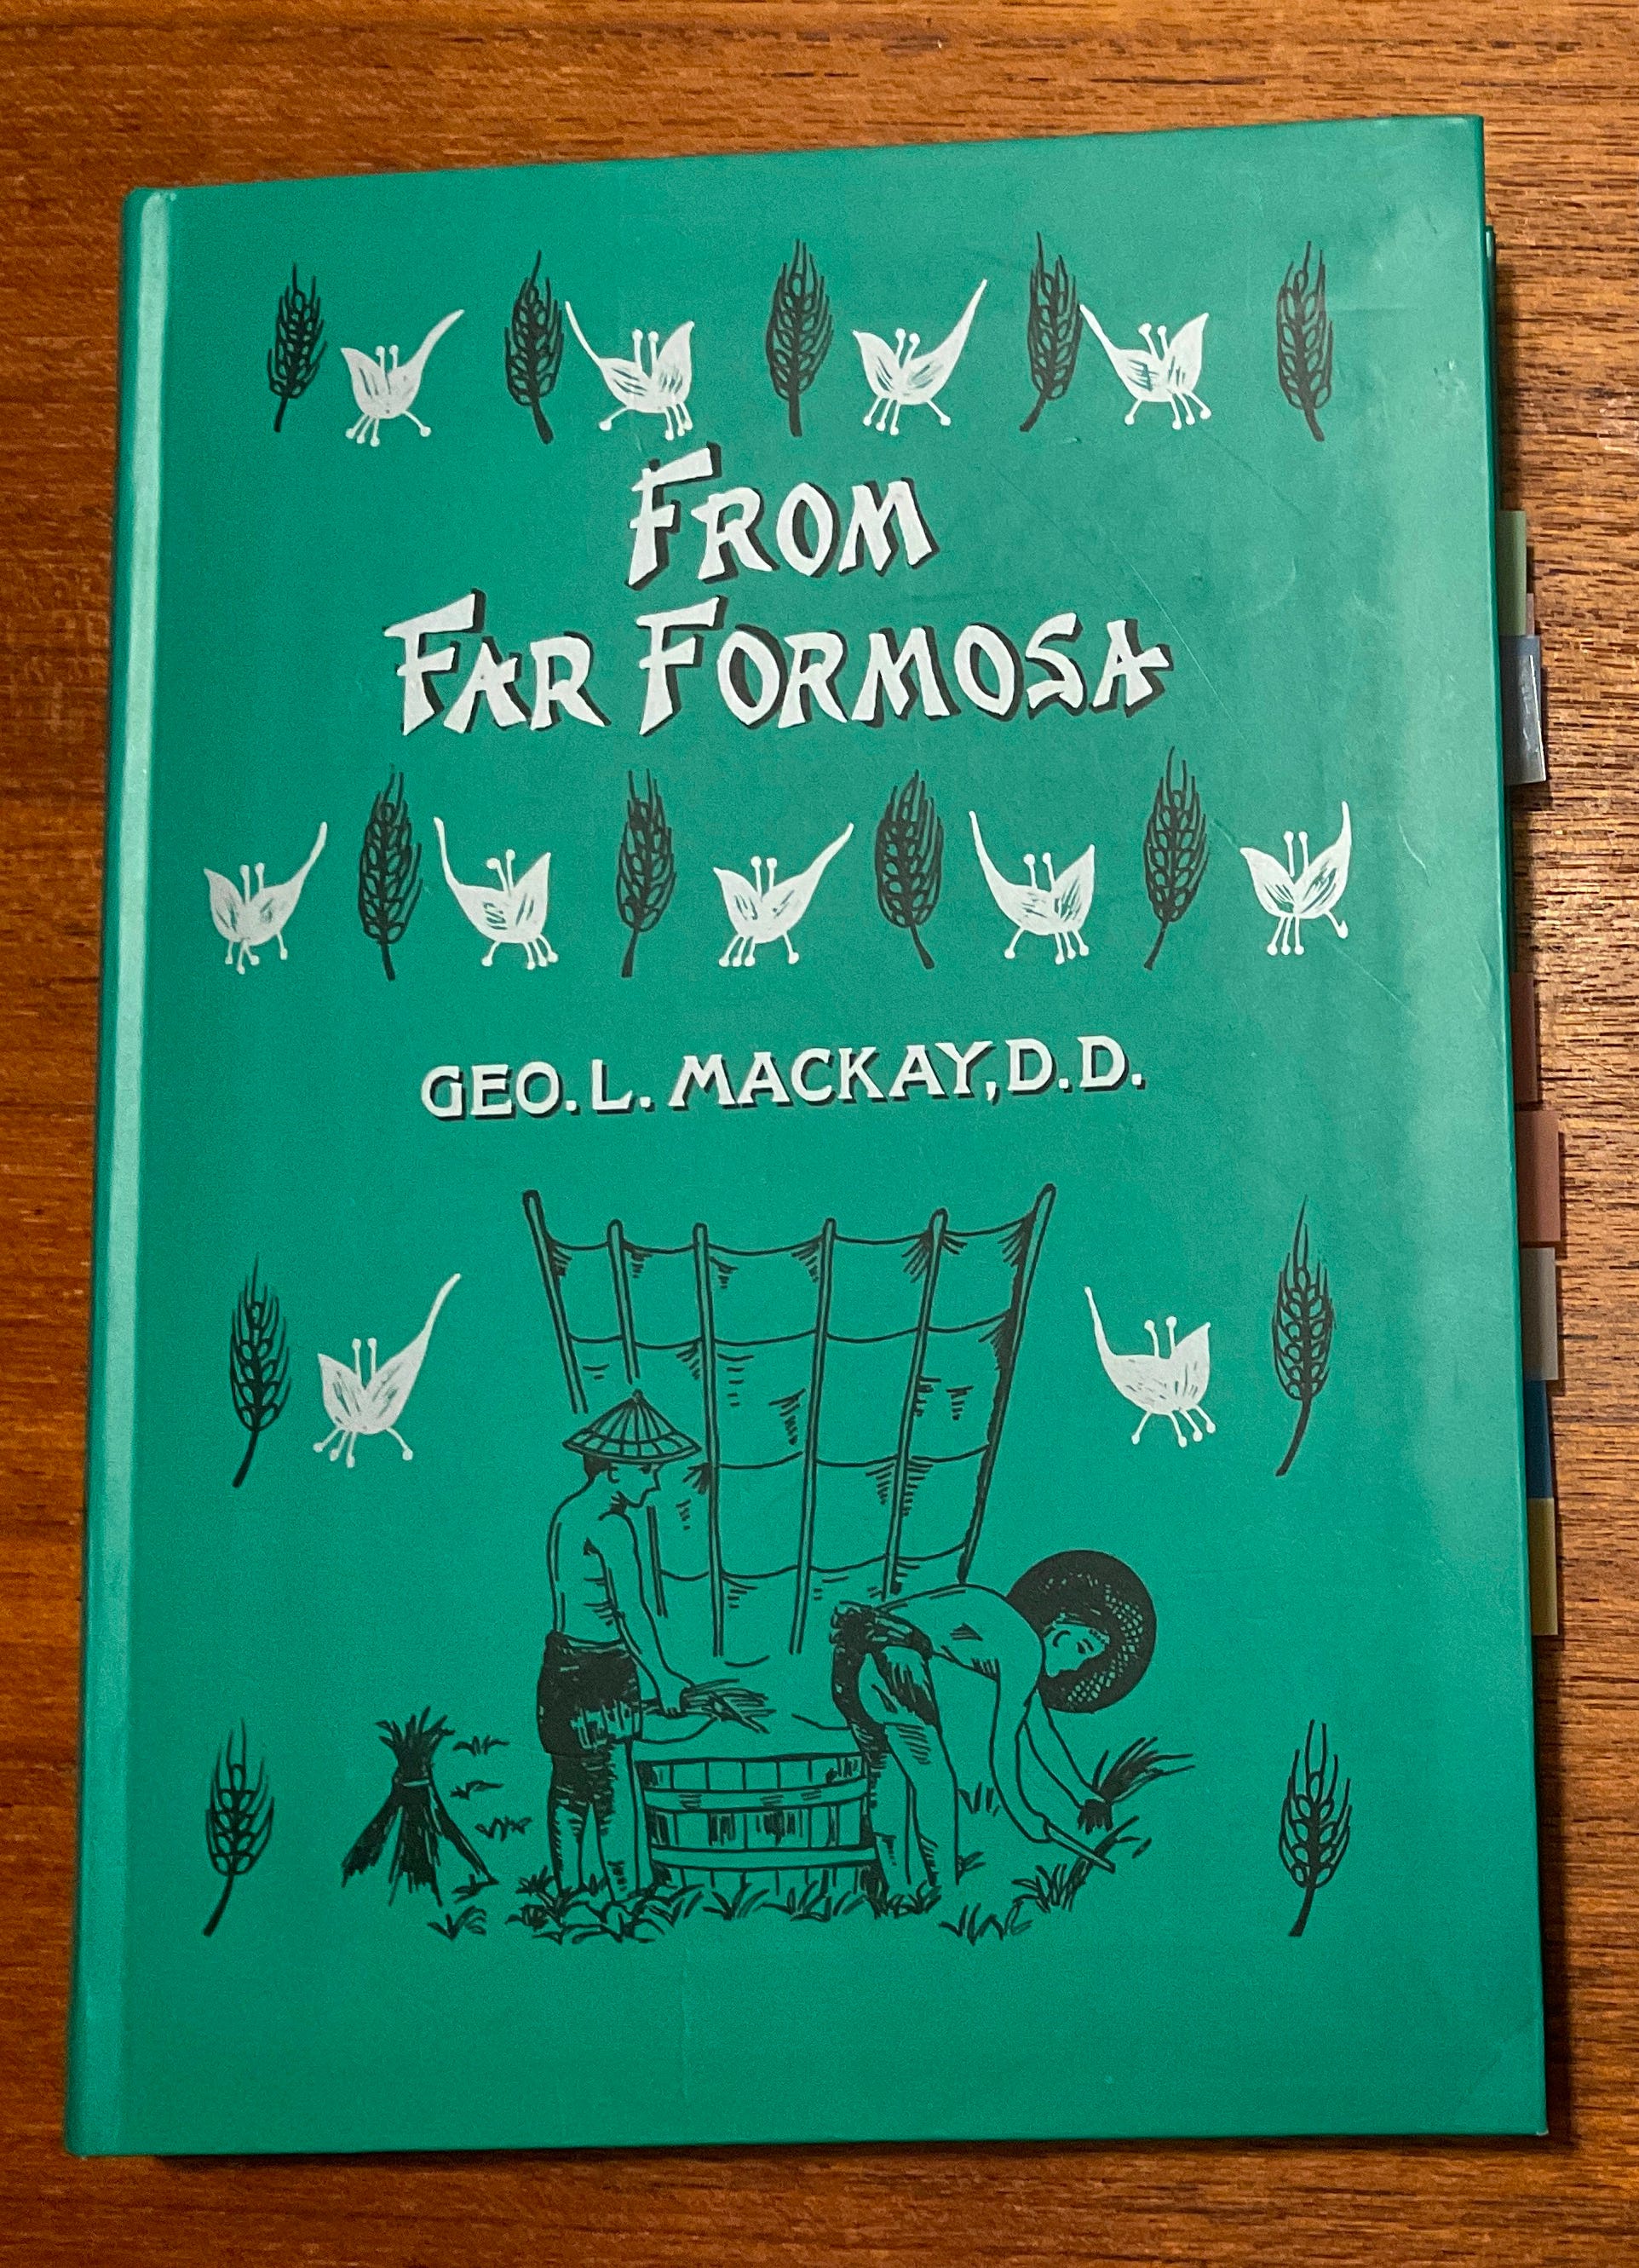 FROM
FAR FORMOSA
GEO. L. MACKAY, D.D.